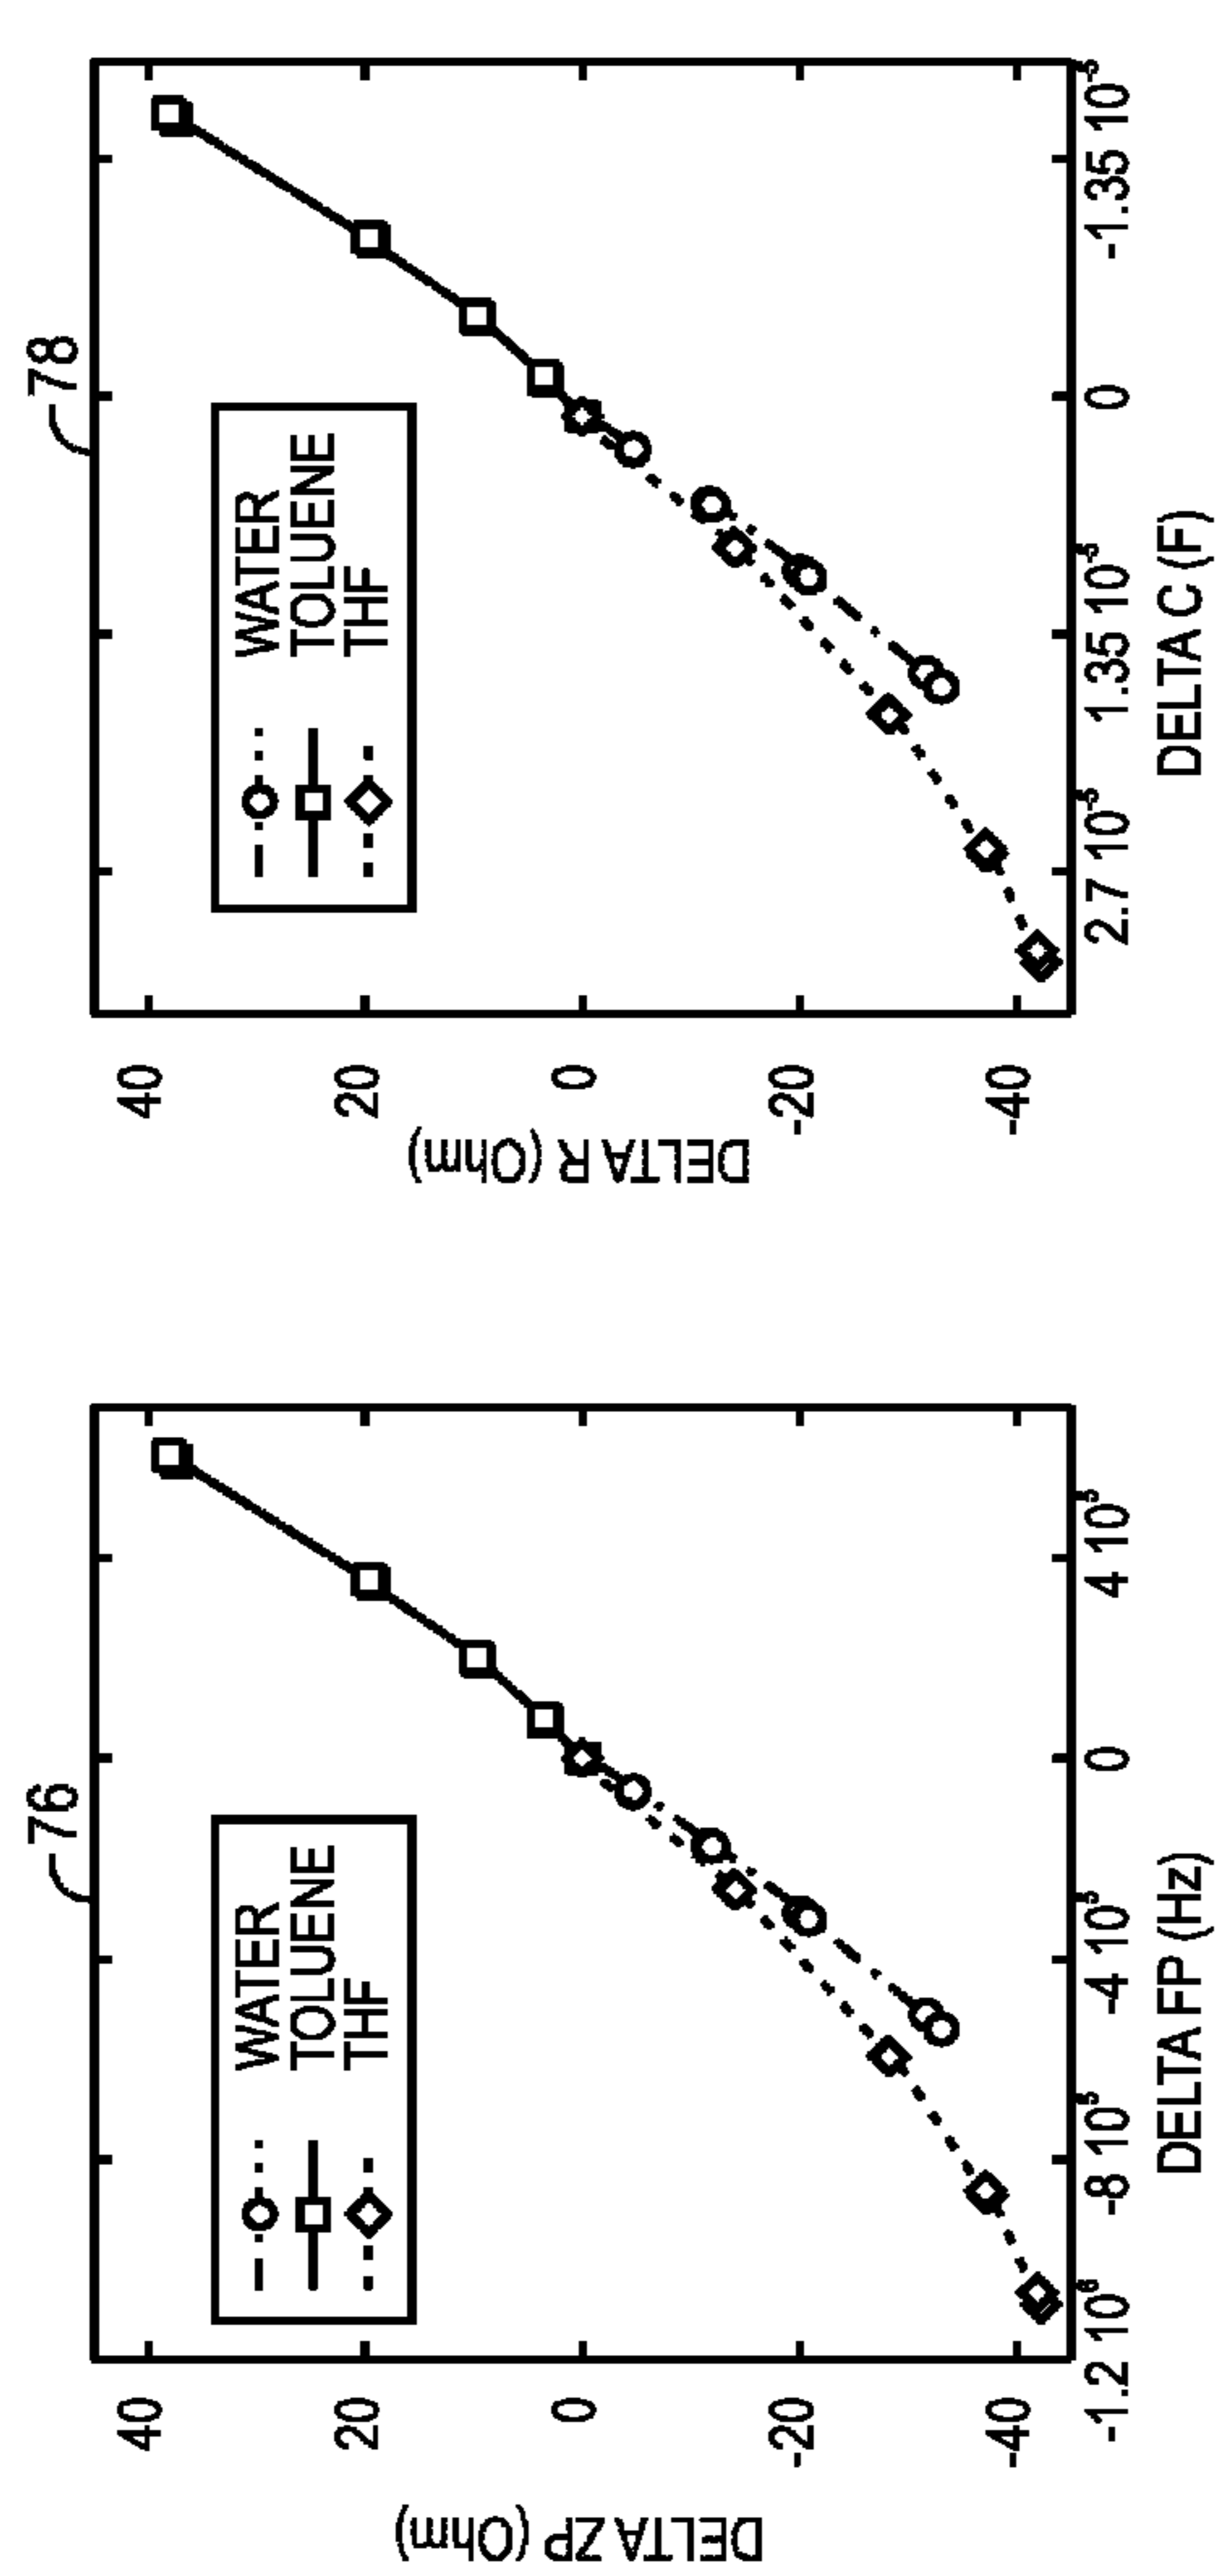 76
WATER
TOLUENE
THF
40
20
0
-20
-40
DELTA ZP (Ohm)
-1.2 10⁶
-8 10⁵
-4 10⁵
0
4 10⁵
DELTA FP (Hz)
78
WATER
TOLUENE
THF
40
20
0
-20
-40
DELTA R (Ohm)
2.7 10⁻⁵
1.35 10⁻⁵
0
-1.35 10⁻⁵
DELTA C (F)